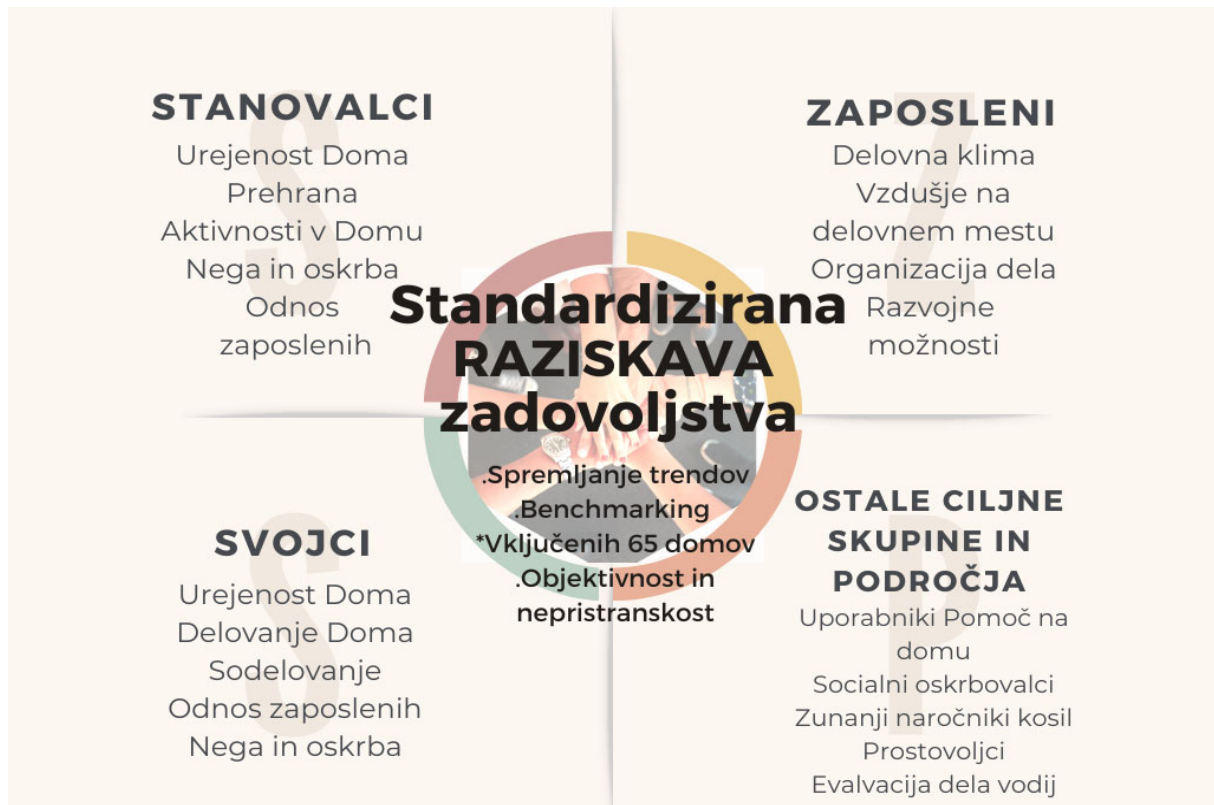 STANOVALCI
Urejenost Doma
Prehrana
Aktivnosti v Domu
Nega in oskrba
Odnos
zaposlenih
ZAPOSLENI
Delovna klima
Vzdušje na
delovnem mestu
Organizacija dela
Razvojne
možnosti
Standardizirana
RAZISKAVA
zadovoljstva
.Spremljanje trendov
.Benchmarking
*Vključenih 65 domov
.Objektivnost in
nepristranskost
SVOJCI
Urejenost Doma
Delovanje Doma
Sodelovanje
Odnos zaposlenih
Nega in oskrba
OSTALE CILJNE
SKUPINE IN
PODROČJA
Uporabniki Pomoč na
domu
Socialni oskrbovalci
Zunanji naročniki kosil
Prostovoljci
Evalvacija dela vodij
S
Z
S
P